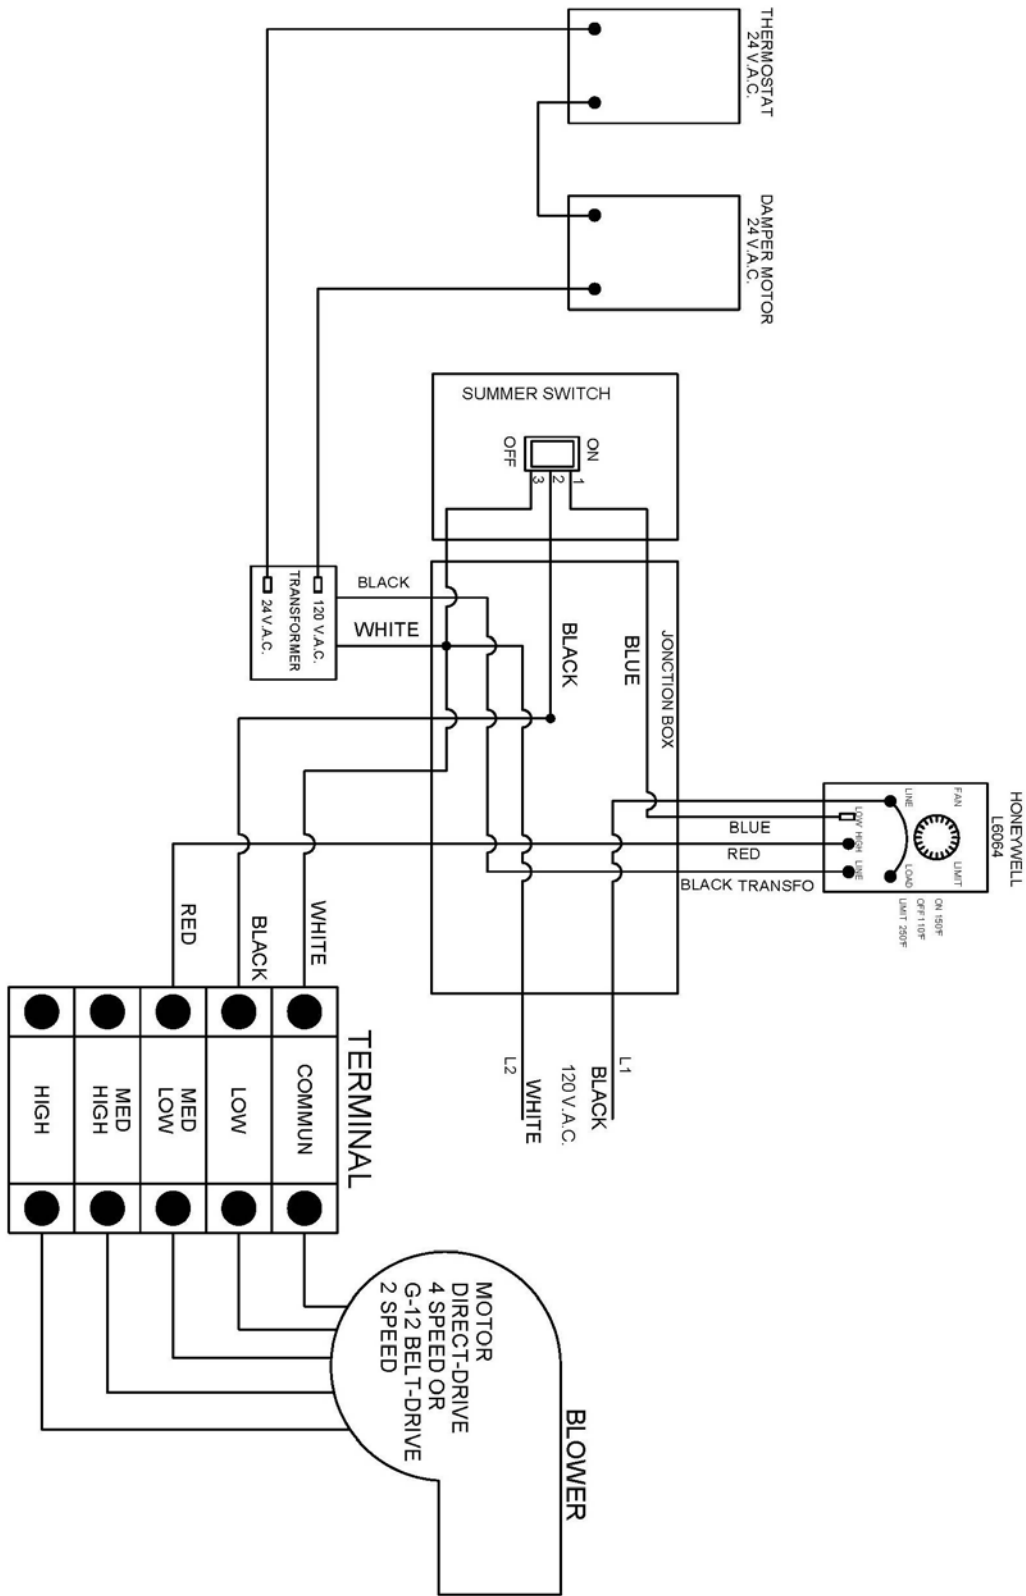 THERMOSTAT
24 V.A.C.
DAMPER MOTOR
24 V.A.C.
SUMMER SWITCH
ON
OFF
1
2
3
BLACK
WHITE
TRANSFORMER
120 V.A.C.
24 V.A.C.
BLACK
BLUE
JONCTION BOX
HONEYWELL
L6064
FAN
LIMIT
LINE
LOAD
LOW
HIGH
LINE
ON 150°F
OFF 110°F
LIMIT 250°F
BLUE
RED
BLACK TRANSFO
RED
BLACK
WHITE
L1
BLACK
120 V.A.C.
L2
WHITE
TERMINAL
COMMUN
LOW
MED
LOW
MED
HIGH
HIGH
MOTOR
DIRECT-DRIVE
4 SPEED OR
G-12 BELT-DRIVE
2 SPEED
BLOWER